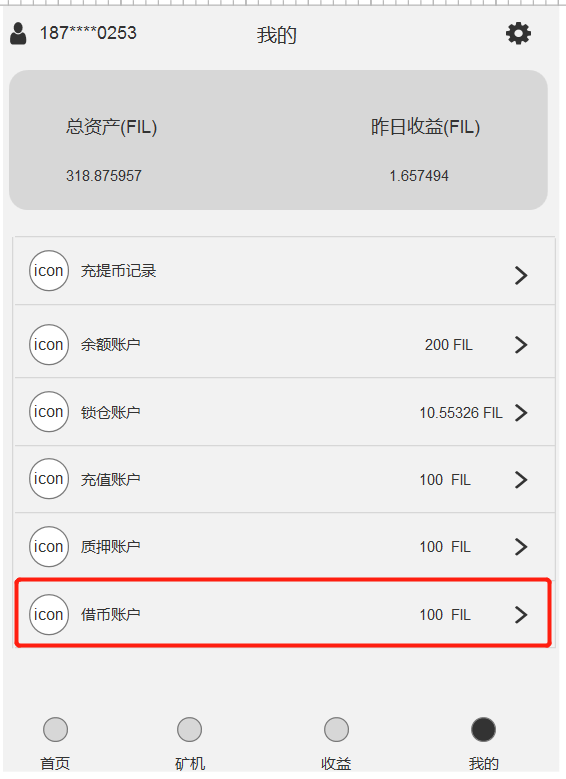 187****0253 我的
总资产(FIL) 昨日收益(FIL)
318.875957 1.657494
icon 充提币记录
icon 余额账户 200 FIL
icon 锁仓账户 10.55326 FIL
icon 充值账户 100 FIL
icon 质押账户 100 FIL
icon 借币账户 100 FIL
首页 矿机 收益 我的